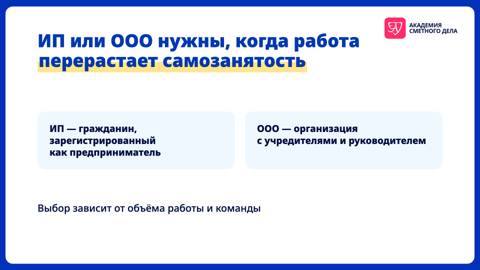 АКАДЕМИЯ
СМЕТНОГО ДЕЛА
ИП или ООО нужны, когда работа
перерастает самозанятость
ИП — гражданин,
зарегистрированный
как предприниматель
ООО — организация
с учредителями и руководителем
Выбор зависит от объёма работы и команды